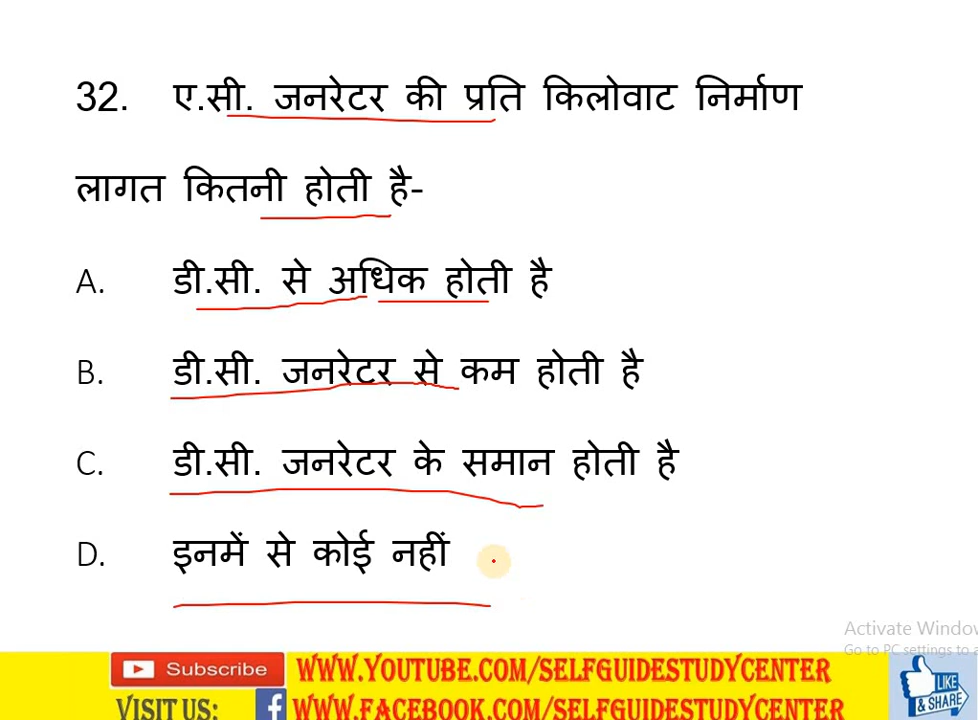 32. ए.सी. जनरेटर की प्रति किलोवाट निर्माण
लागत कितनी होती है-
A. डी.सी. से अधिक होती है
B. डी.सी. जनरेटर से कम होती है
C. डी.सी. जनरेटर के समान होती है
D. इनमें से कोई नहीं
Activate Window
Go to PC settings to a
Subscribe WWW.YOUTUBE.COM/SELFGUIDESTUDYCENTER
VISIT US: f WWW.FACEBOOK.COM/SELFGUIDESTUDYCENTER
LIKE
& SHARE